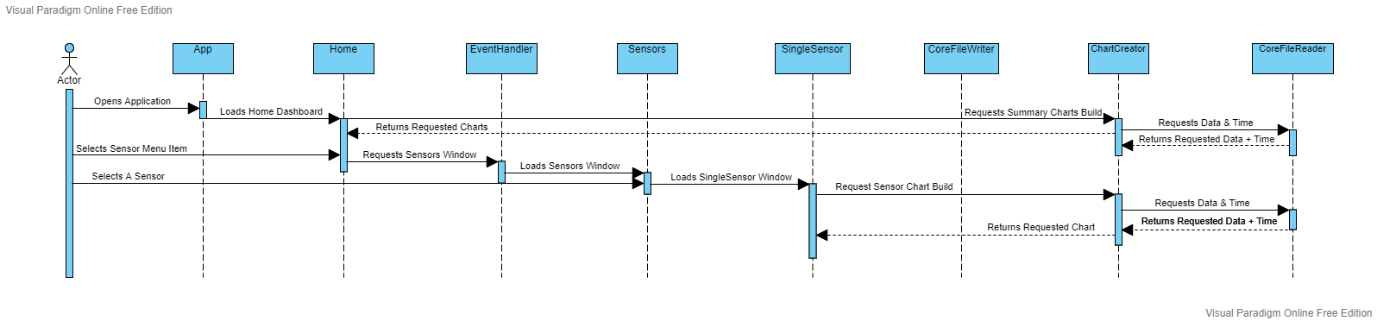 Visual Paradigm Online Free Edition
App
Home
EventHandler
Sensors
SingleSensor
CoreFileWriter
ChartCreator
CoreFileReader
Actor
Opens Application
Loads Home Dashboard
Requests Summary Charts Build
Returns Requested Charts
Requests Data & Time
Returns Requested Data + Time
Selects Sensor Menu Item
Requests Sensors Window
Loads Sensors Window
Selects A Sensor
Loads SingleSensor Window
Request Sensor Chart Build
Requests Data & Time
Returns Requested Data + Time
Returns Requested Chart
Visual Paradigm Online Free Edition